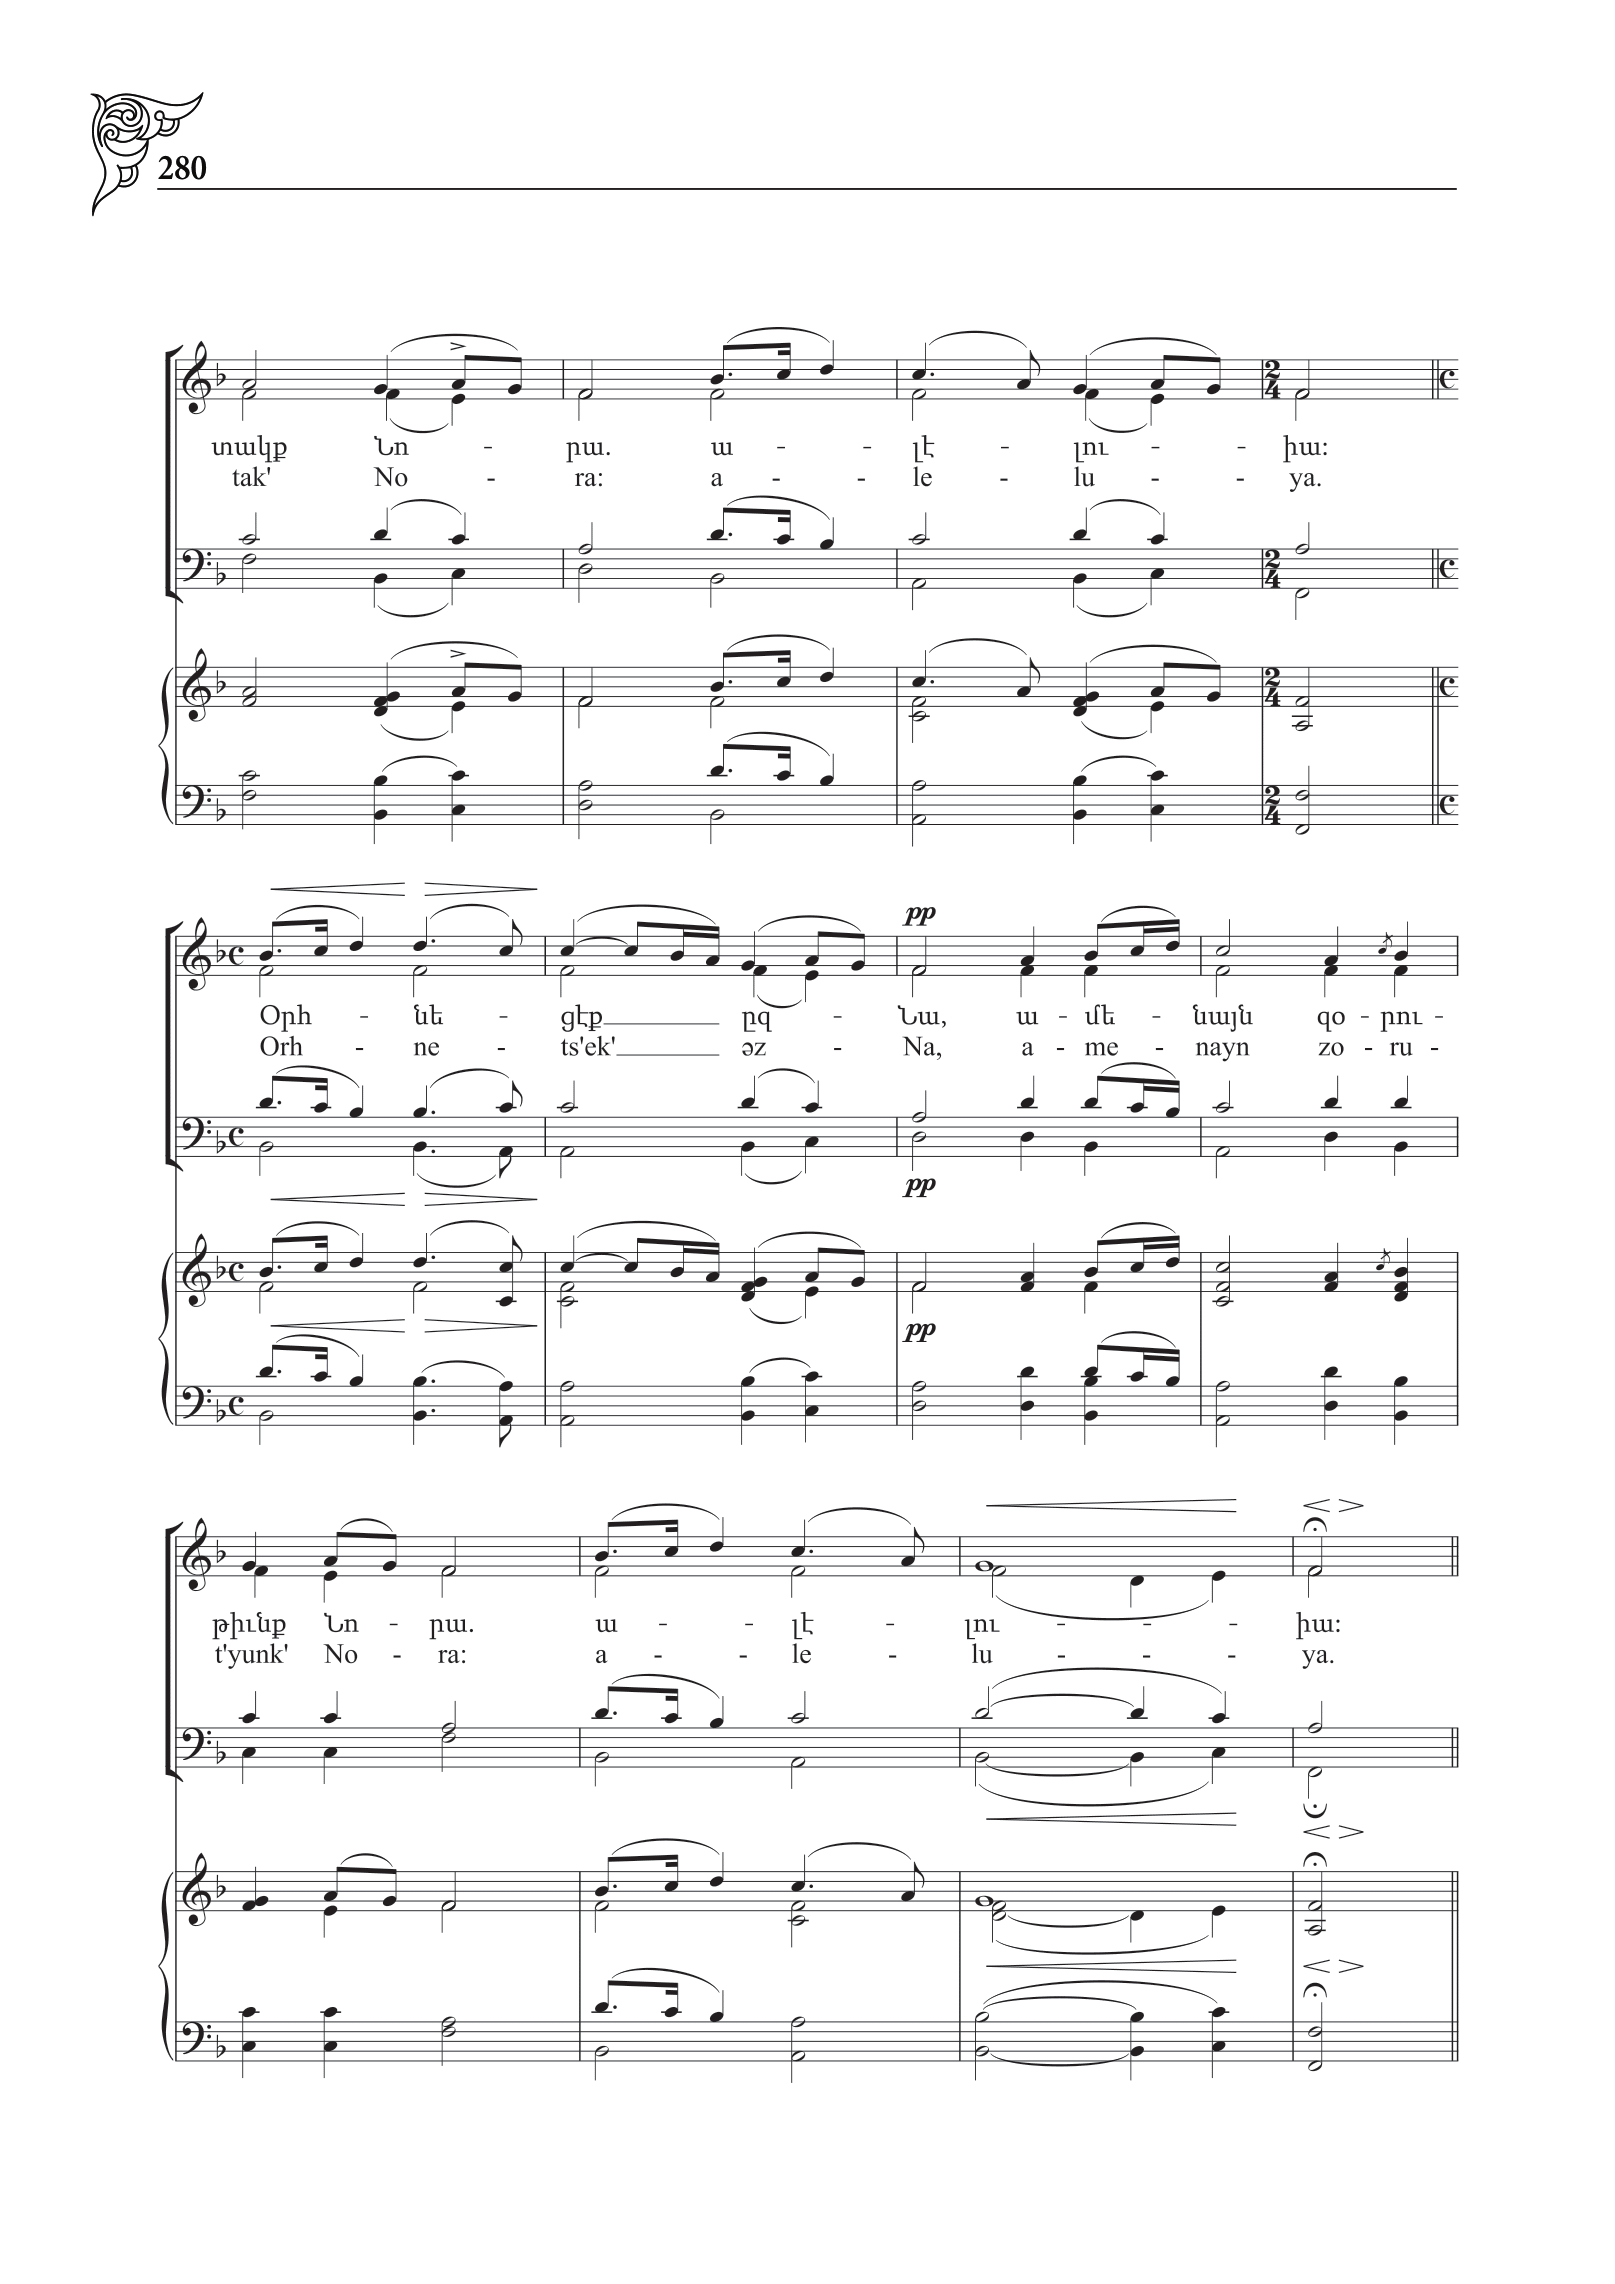 280
տակք Նո - րա. ա - - լէ - լու - - իա:
tak' No - ra: a - - le - lu - - ya.
Օրհ - նե - ցէք ըզ - Նա, ա - մե - նայն զօ - րու -
Orh - ne - ts'ek' əz - Na, a - me - nayn zo - ru -
pp
pp
pp
թիւնք Նո - րա. ա - - լէ - լու - - - իա:
t'yunk' No - ra: a - - le - lu - - - ya.